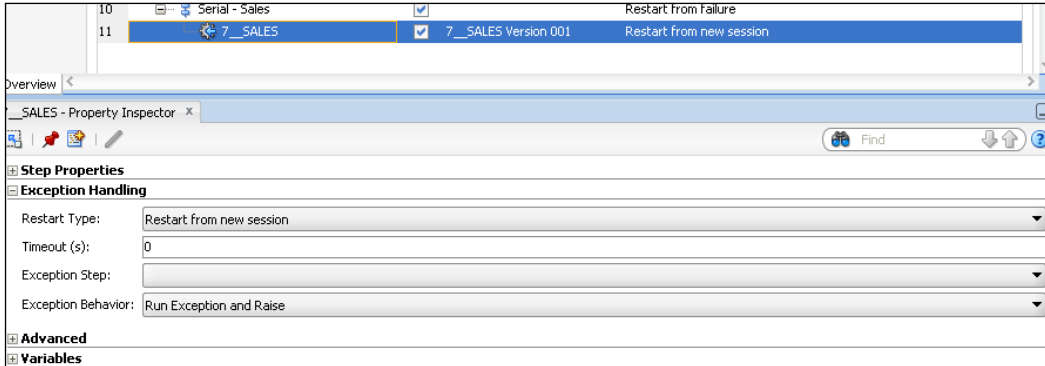 10 Serial - Sales Restart from failure
11 7__SALES 7__SALES Version 001 Restart from new session
Overview
7__SALES - Property Inspector
Find
Step Properties
Exception Handling
Restart Type: Restart from new session
Timeout (s): 0
Exception Step:
Exception Behavior: Run Exception and Raise
Advanced
Variables